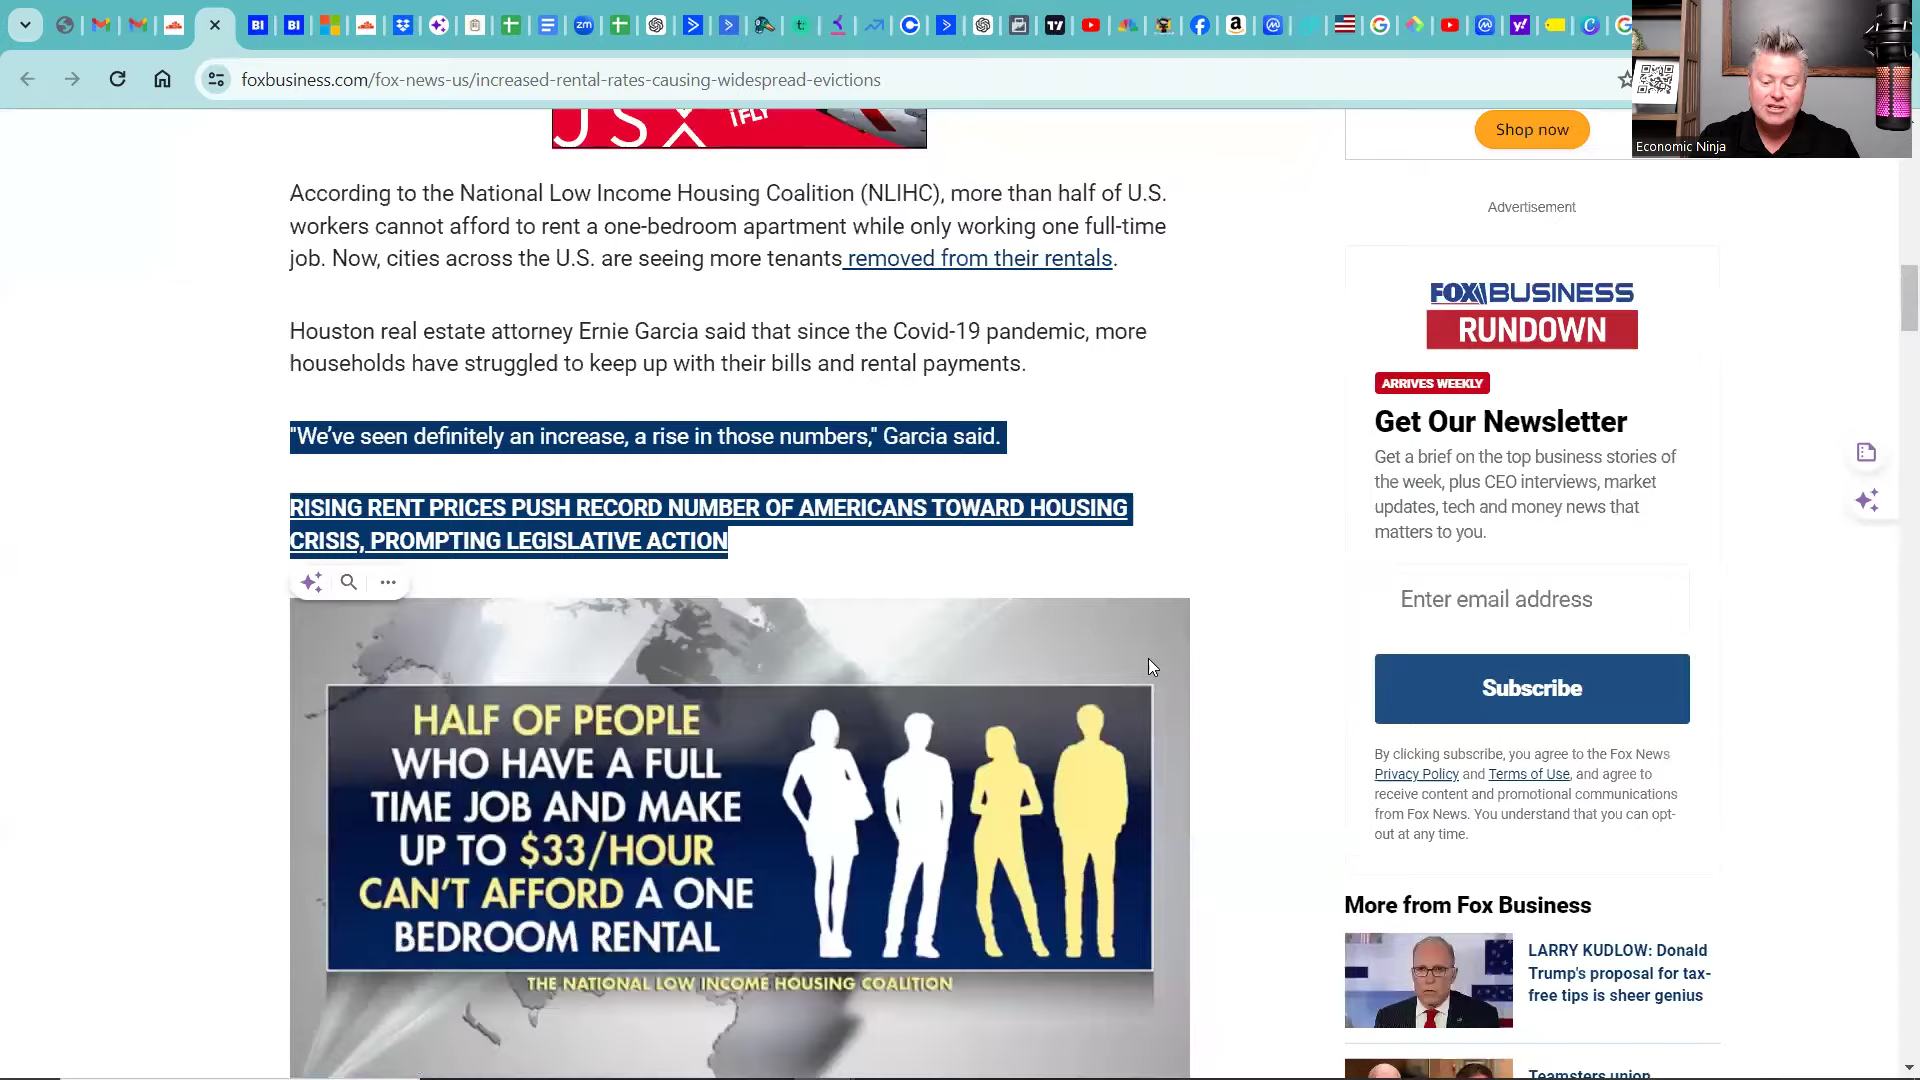 foxbusiness.com/fox-news-us/increased-rental-rates-causing-widespread-evictions
Economic Ninja
JSX
iFLY
According to the National Low Income Housing Coalition (NLIHC), more than half of U.S.
workers cannot afford to rent a one-bedroom apartment while only working one full-time
job. Now, cities across the U.S. are seeing more tenants removed from their rentals.
Houston real estate attorney Ernie Garcia said that since the Covid-19 pandemic, more
households have struggled to keep up with their bills and rental payments.
"We’ve seen definitely an increase, a rise in those numbers," Garcia said.
RISING RENT PRICES PUSH RECORD NUMBER OF AMERICANS TOWARD HOUSING
CRISIS, PROMPTING LEGISLATIVE ACTION
HALF OF PEOPLE
WHO HAVE A FULL
TIME JOB AND MAKE
UP TO $33/HOUR
CAN'T AFFORD A ONE
BEDROOM RENTAL
THE NATIONAL LOW INCOME HOUSING COALITION
Shop now
Advertisement
FOX BUSINESS
RUNDOWN
ARRIVES WEEKLY
Get Our Newsletter
Get a brief on the top business stories of
the week, plus CEO interviews, market
updates, tech and money news that
matters to you.
Enter email address
Subscribe
By clicking subscribe, you agree to the Fox News
Privacy Policy and Terms of Use, and agree to
receive content and promotional communications
from Fox News. You understand that you can opt-
out at any time.
More from Fox Business
LARRY KUDLOW: Donald
Trump's proposal for tax-
free tips is sheer genius
Teamsters union